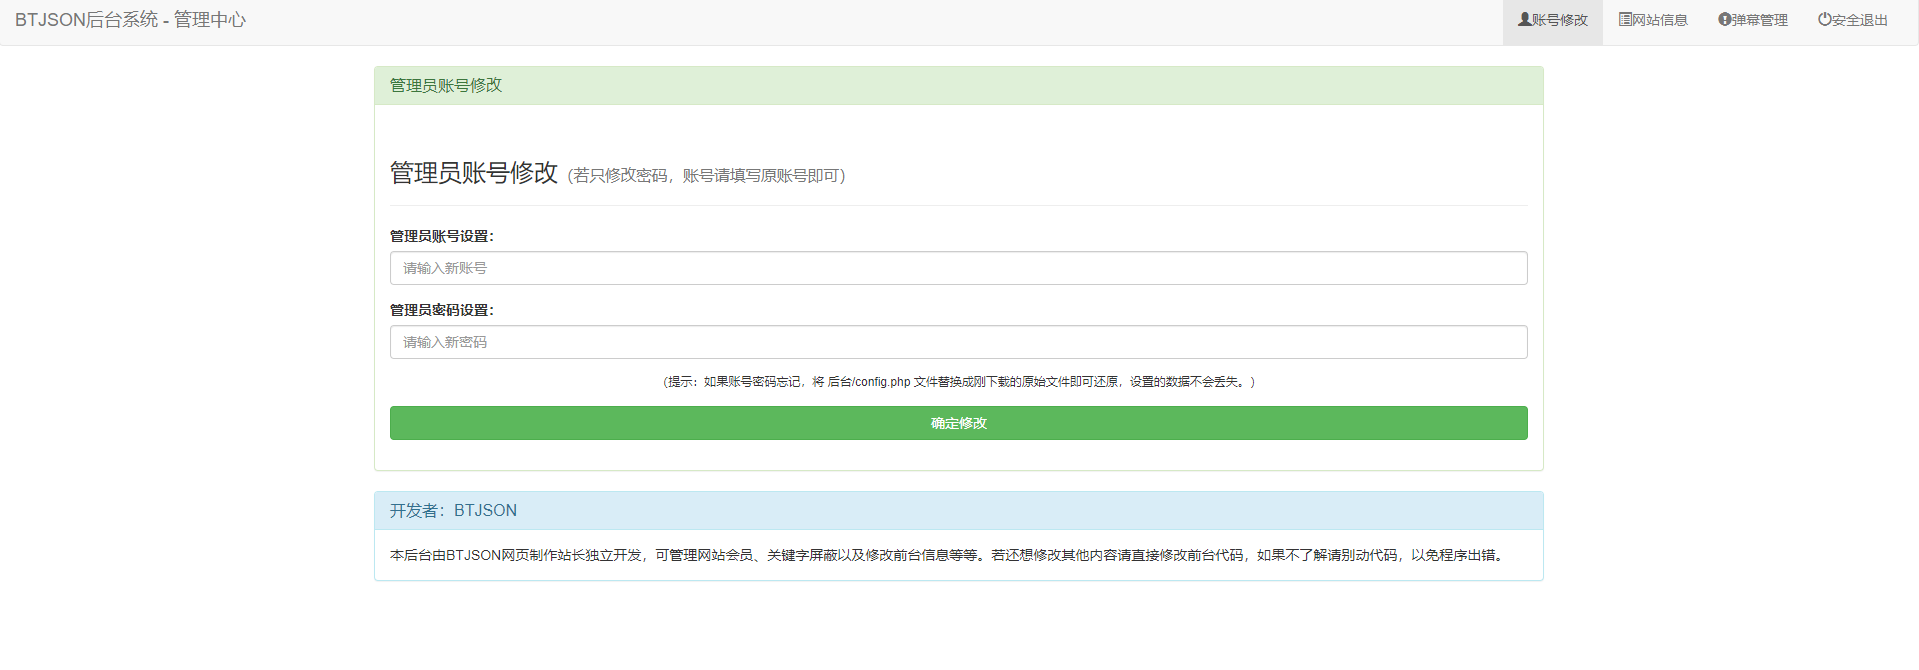 BTJSON后台系统 - 管理中心
账号修改
网站信息
弹幕管理
安全退出
管理员账号修改
管理员账号修改 (若只修改密码，账号请填写原账号即可)
管理员账号设置：
请输入新账号
管理员密码设置：
请输入新密码
（提示：如果账号密码忘记，将 后台/config.php 文件替换成刚下载的原始文件即可还原，设置的数据不会丢失。）
确定修改
开发者：BTJSON
本后台由BTJSON网页制作站长独立开发，可管理网站会员、关键字屏蔽以及修改前台信息等等。若还想修改其他内容请直接修改前台代码，如果不了解请别动代码，以免程序出错。